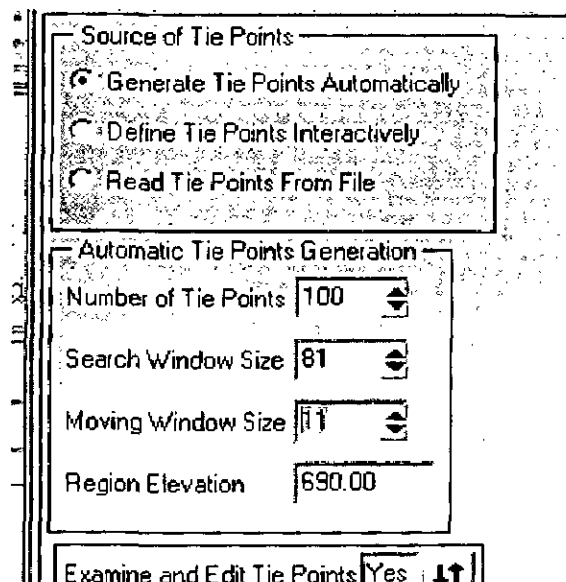 Source of Tie Points
Generate Tie Points Automatically
Define Tie Points Interactively
Read Tie Points From File
Automatic Tie Points Generation
Number of Tie Points 100
Search Window Size 81
Moving Window Size 11
Region Elevation 690.00
Examine and Edit Tie Points Yes